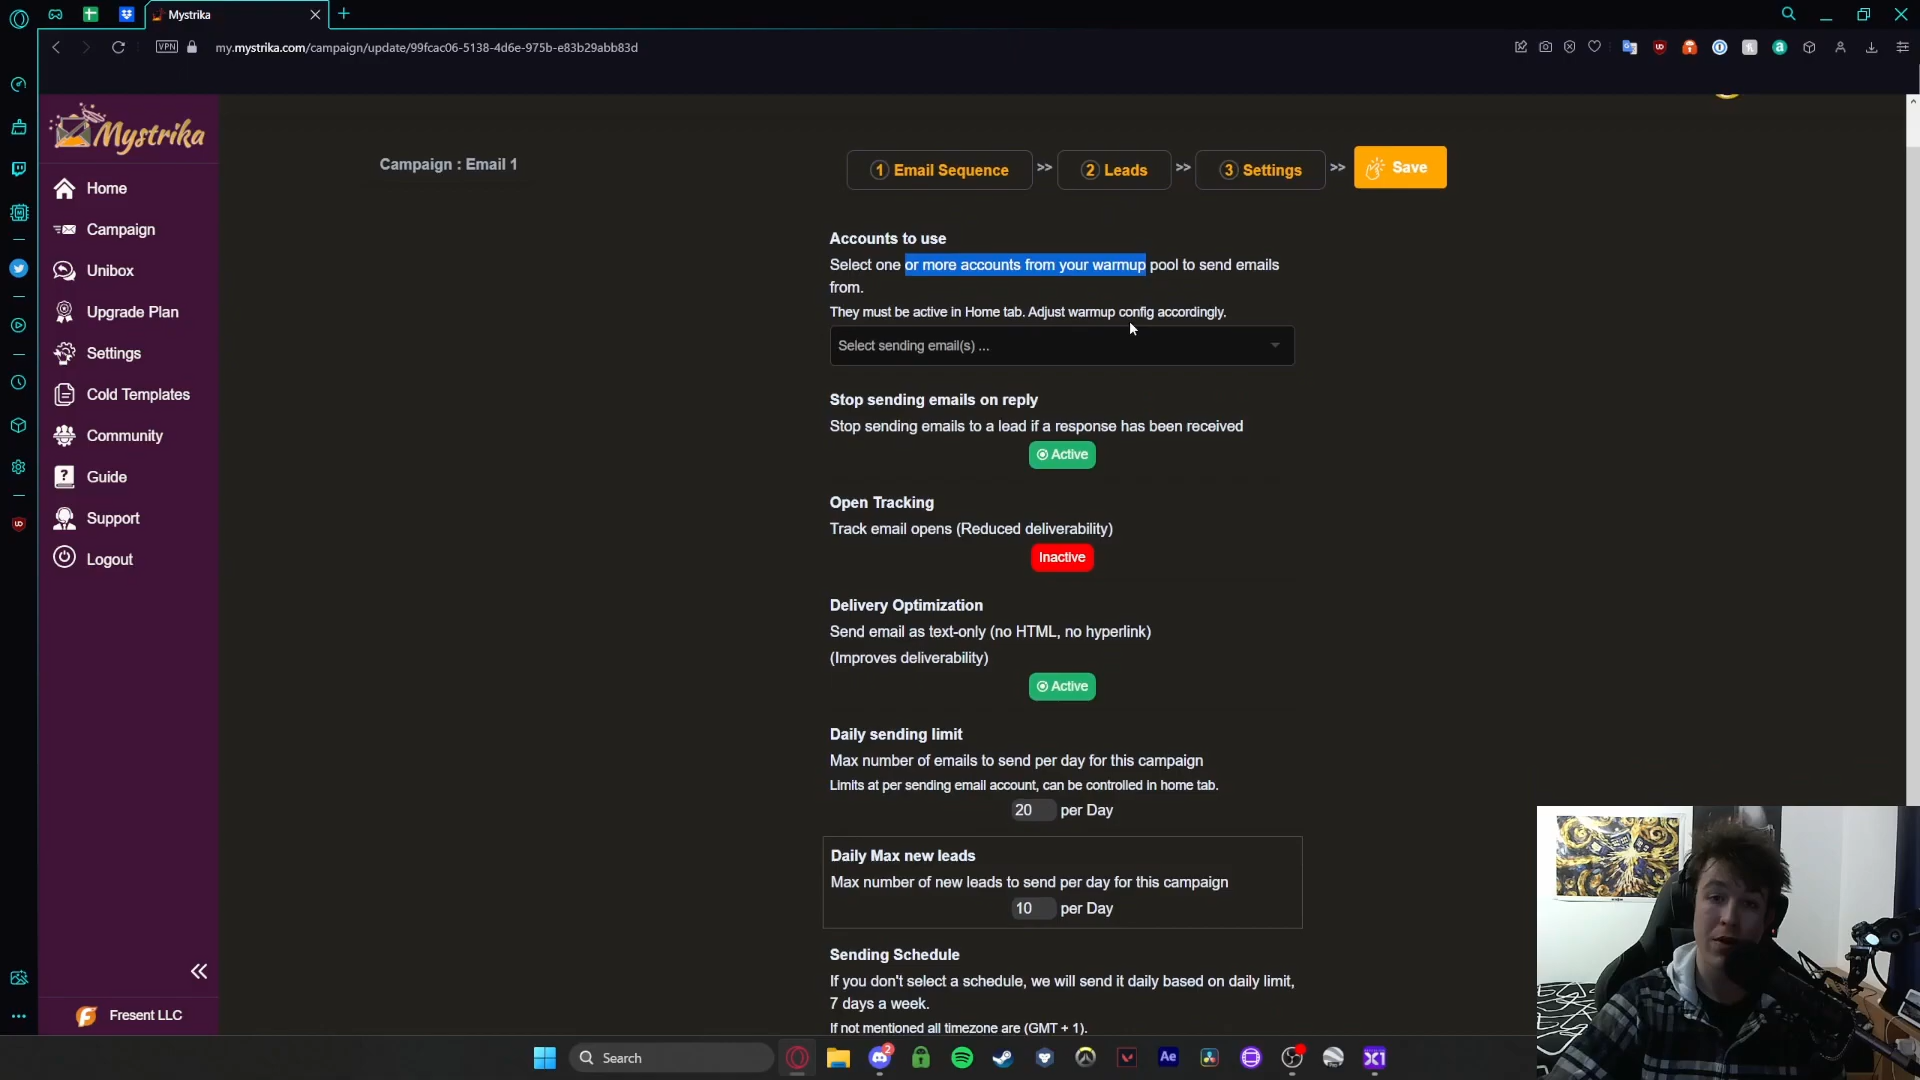 Mystrika
VPN
my.mystrika.com/campaign/update/99fcac06-5138-4d6e-975b-e83b29abb83d
Mystrika
Home
Campaign
Unibox
Upgrade Plan
Settings
Cold Templates
Community
Guide
Support
Logout
Fresent LLC
Campaign : Email 1
1 Email Sequence >> 2 Leads >> 3 Settings >> Save
Accounts to use
Select one or more accounts from your warmup pool to send emails
from.
They must be active in Home tab. Adjust warmup config accordingly.
Select sending email(s) ...
Stop sending emails on reply
Stop sending emails to a lead if a response has been received
Active
Open Tracking
Track email opens (Reduced deliverability)
Inactive
Delivery Optimization
Send email as text-only (no HTML, no hyperlink)
(Improves deliverability)
Active
Daily sending limit
Max number of emails to send per day for this campaign
Limits at per sending email account, can be controlled in home tab.
20 per Day
Daily Max new leads
Max number of new leads to send per day for this campaign
10 per Day
Sending Schedule
If you don't select a schedule, we will send it daily based on daily limit,
7 days a week.
If not mentioned all timezone are (GMT + 1).
Search
2
Ae
X1